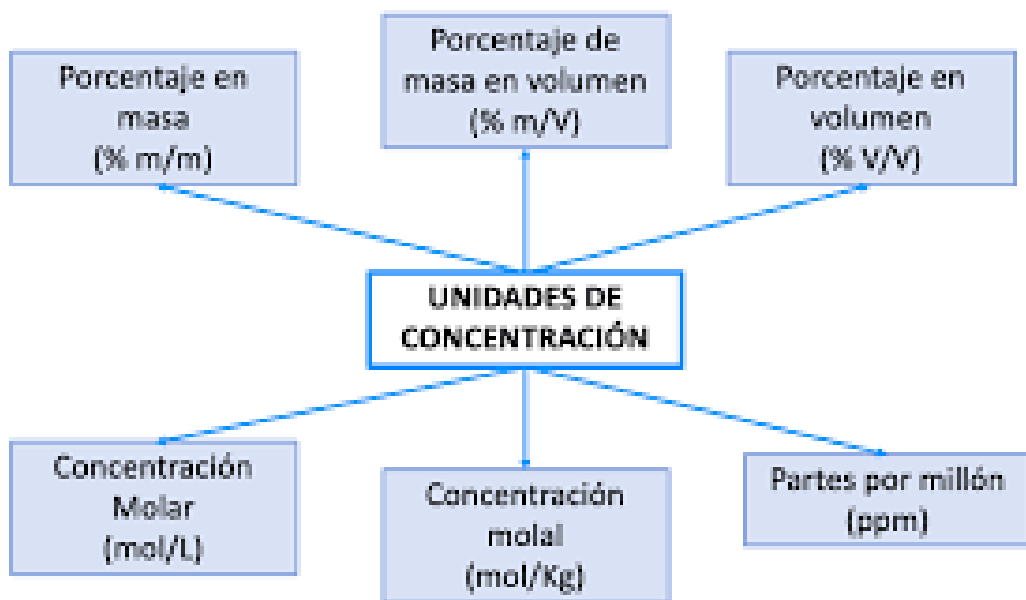 Porcentaje en
masa
(% m/m)
Porcentaje de
masa en volumen
(% m/V)
Porcentaje en
volumen
(% V/V)
UNIDADES DE
CONCENTRACIÓN
Concentración
Molar
(mol/L)
Concentración
molal
(mol/Kg)
Partes por millón
(ppm)